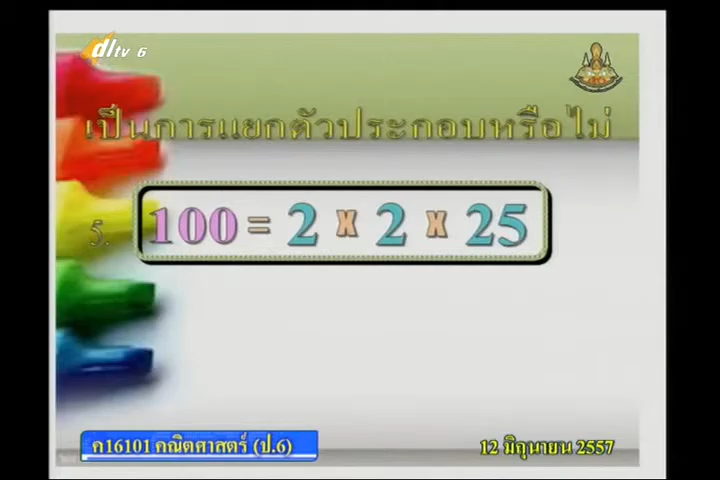 dltv 6
เป็นการแยกตัวประกอบหรือไม่
5. 100 = 2 x 2 x 25
ค16101 คณิตศาสตร์ (ป.6)
12 มิถุนายน 2557